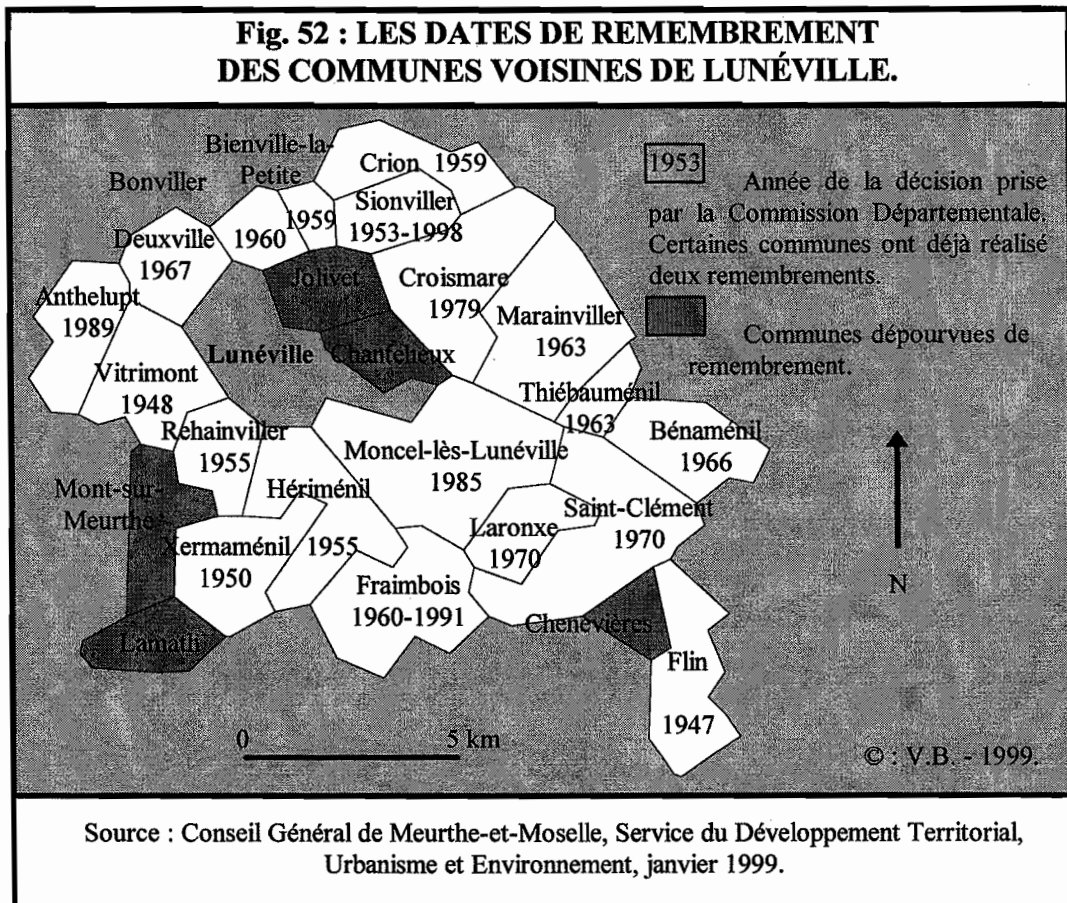 Fig. 52 : LES DATES DE REMEMBREMENT
DES COMMUNES VOISINES DE LUNÉVILLE.
Bienville-la-
Petite
1959
Bonviller
1960
Crion 1959
Sionviller
1953-1998
Deuxville
1967
Jolivet
Croismare
1979
Anthelupt
1989
Marainviller
1963
Lunéville
Chanteheux
Vitrimont
1948
Thiébauménil
1963
Rehainviller
1955
Bénaménil
1966
Moncel-lès-Lunéville
1985
Mont-sur-
Meurthe
Hériménil
1955
Saint-Clément
1970
Laronxe
1970
Xermaménil
1950
Fraimbois
1960-1991
Chenevières
Lamath
Flin
1947
1953
Année de la décision prise
par la Commission Départementale.
Certaines communes ont déjà réalisé
deux remembrements.
Communes dépourvues de
remembrement.
N
0 5 km
© : V.B. - 1999.
Source : Conseil Général de Meurthe-et-Moselle, Service du Développement Territorial,
Urbanisme et Environnement, janvier 1999.